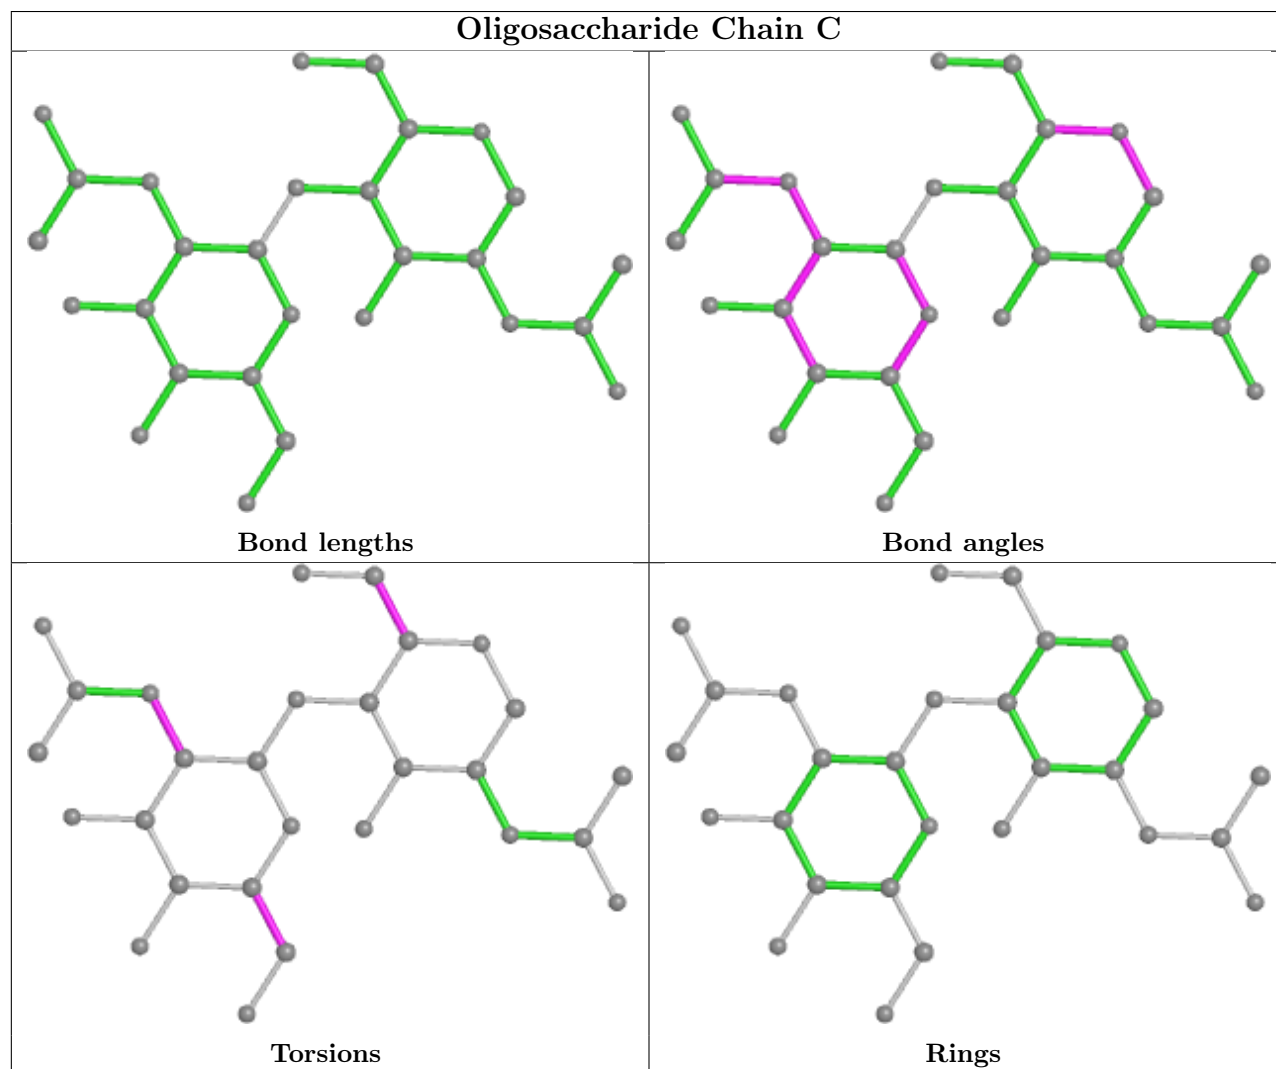 Oligosaccharide Chain C
Bond lengths
Bond angles
Torsions
Rings